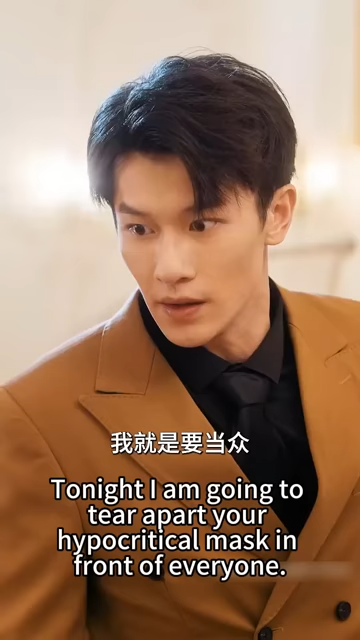 我就是要当众
Tonight I am going to
tear apart your
hypocritical mask in
front of everyone.